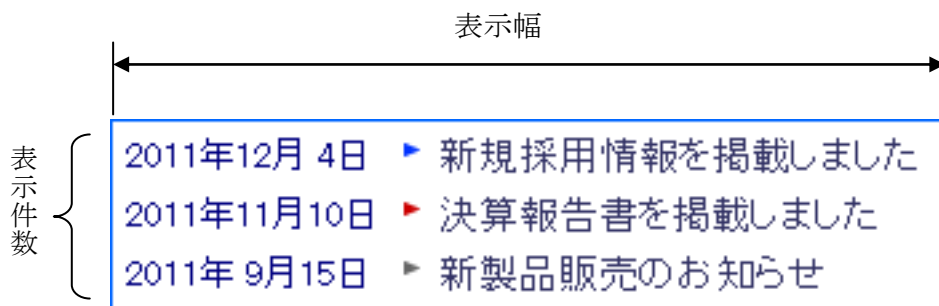 表示幅
表示件数
2011年12月 4日 ▶ 新規採用情報を掲載しました
2011年11月10日 ▶ 決算報告書を掲載しました
2011年 9月15日 ▶ 新製品販売のお知らせ